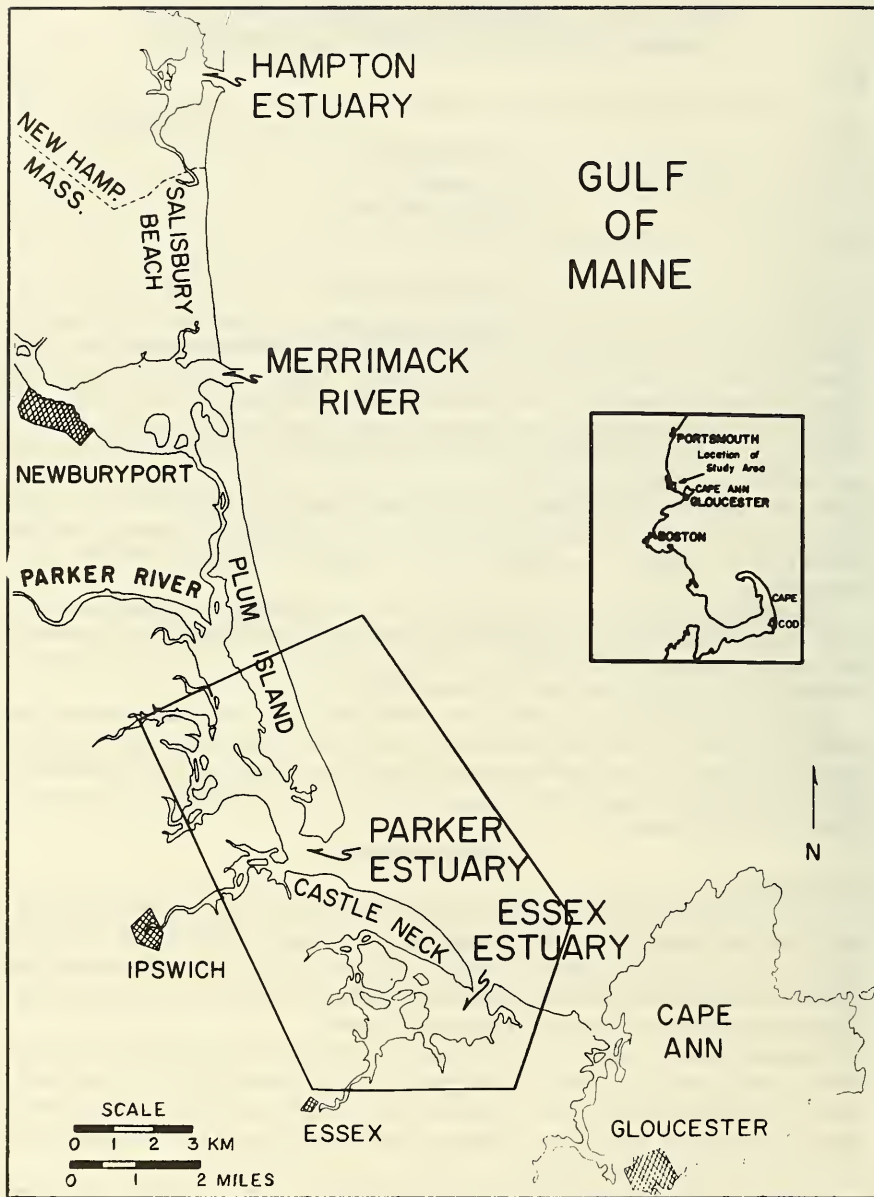 HAMPTON
ESTUARY
NEW HAMP.
MASS.
SALISBURY
BEACH
GULF
OF
MAINE
MERRIMACK
RIVER
NEWBURYPORT
PORTSMOUTH
Location of
Study Area
CAPE ANN
GLOUCESTER
BOSTON
CAPE
COD
PARKER RIVER
PLUM ISLAND
PARKER
ESTUARY
N
CASTLE NECK
ESSEX
ESTUARY
IPSWICH
CAPE
ANN
SCALE
0 1 2 3 KM
0 1 2 MILES
ESSEX
GLOUCESTER